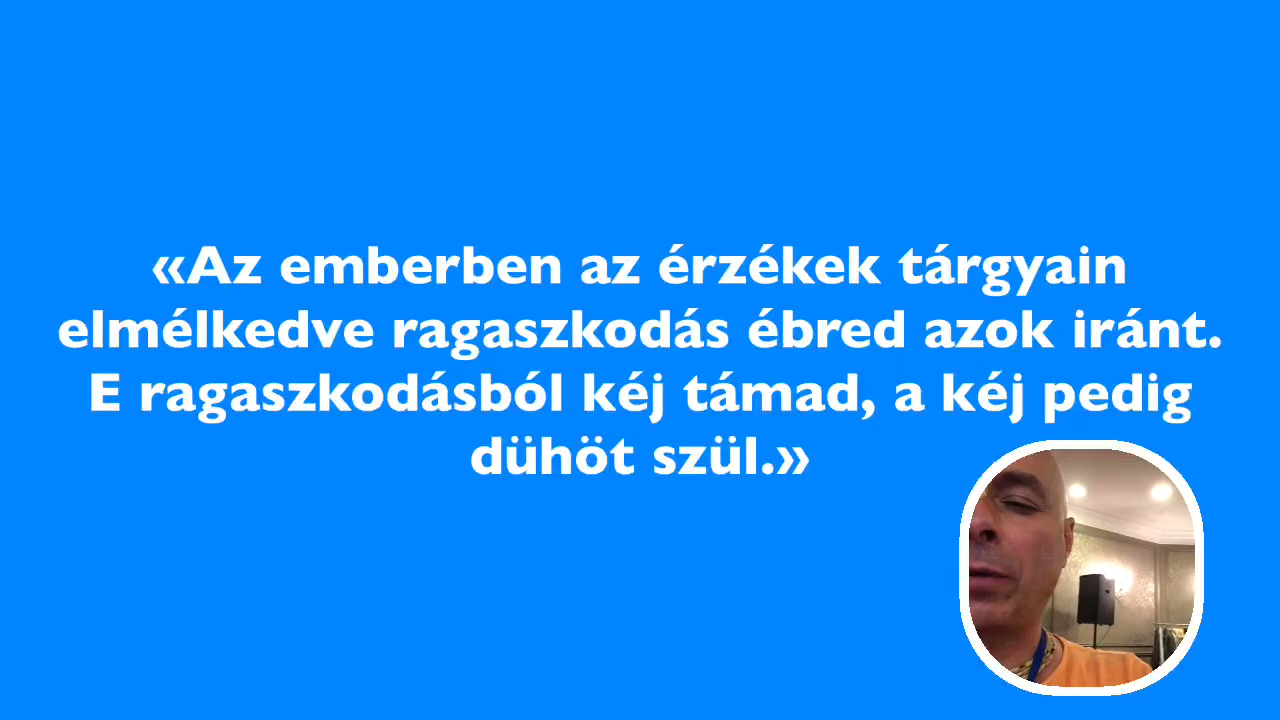 «Az emberben az érzékek tárgyain
elmélkedve ragaszkodás ébred azok iránt.
E ragaszkodásból kéj támad, a kéj pedig
dühöt szül.»